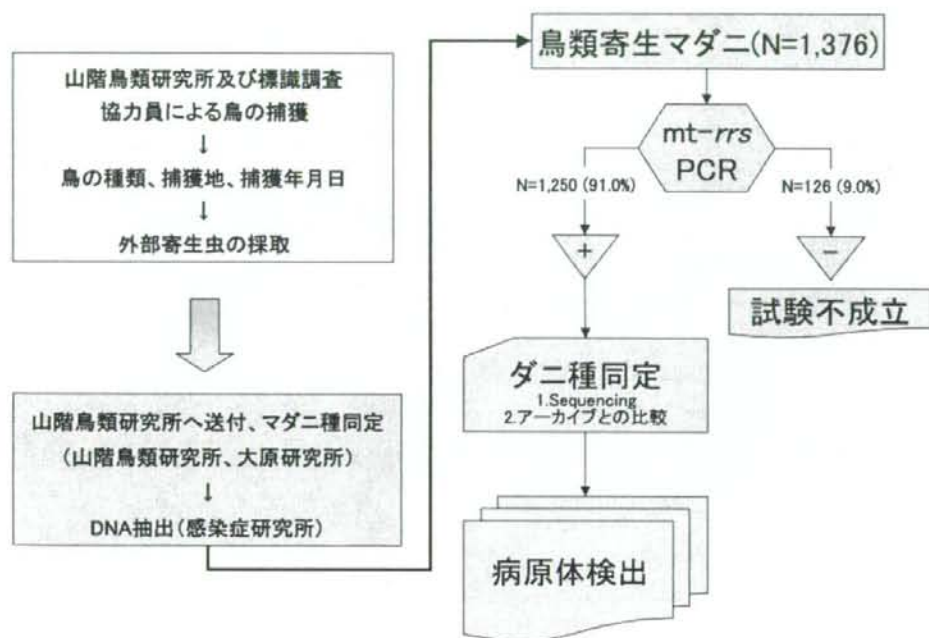 山階鳥類研究所及び標識調査
協力員による鳥の捕獲
↓
鳥の種類、捕獲地、捕獲年月日
↓
外部寄生虫の採取
山階鳥類研究所へ送付、マダニ種同定
(山階鳥類研究所、大原研究所)
↓
DNA抽出(感染症研究所)
鳥類寄生マダニ(N=1,376)
mt-rrs
PCR
N=1,250 (91.0%)
N=126 (9.0%)
+
−
試験不成立
ダニ種同定
1.Sequencing
2.アーカイブとの比較
病原体検出